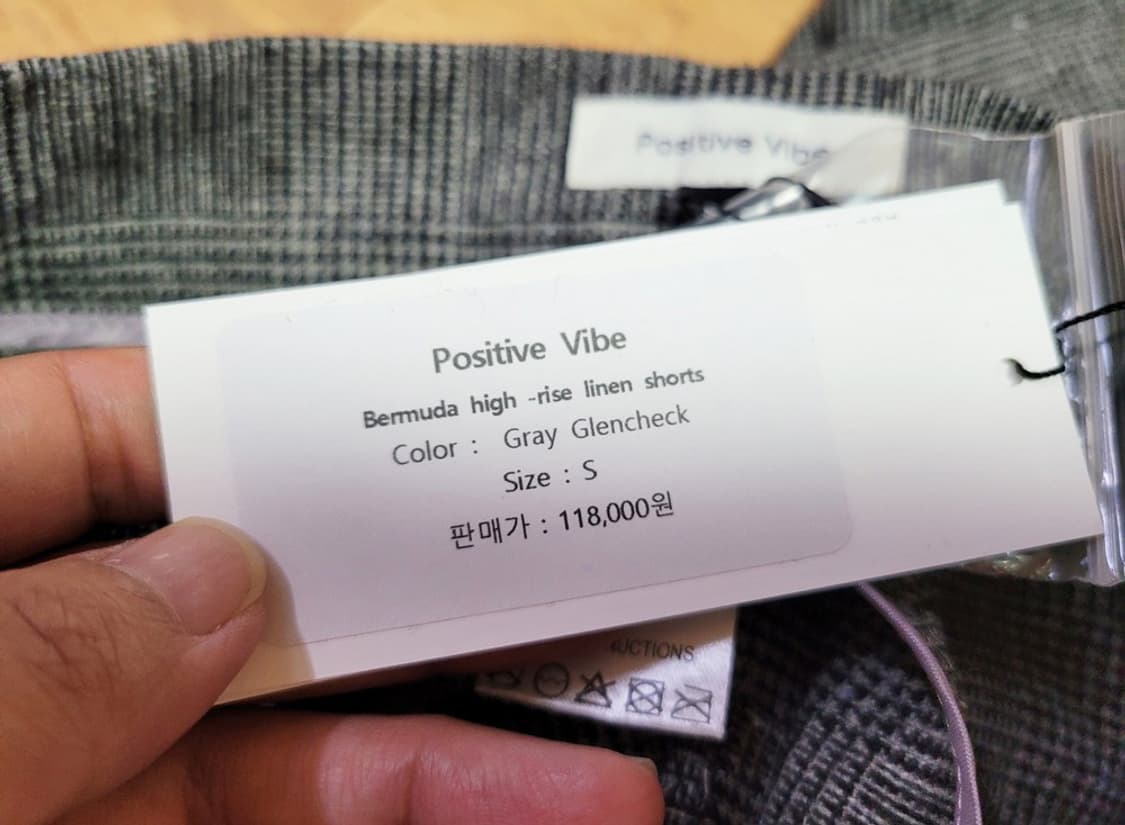 Positive Vibe
Positive Vibe
Bermuda high -rise linen shorts
Color : Gray Glencheck
Size : S
판매가 : 118,000원
UCTIONS